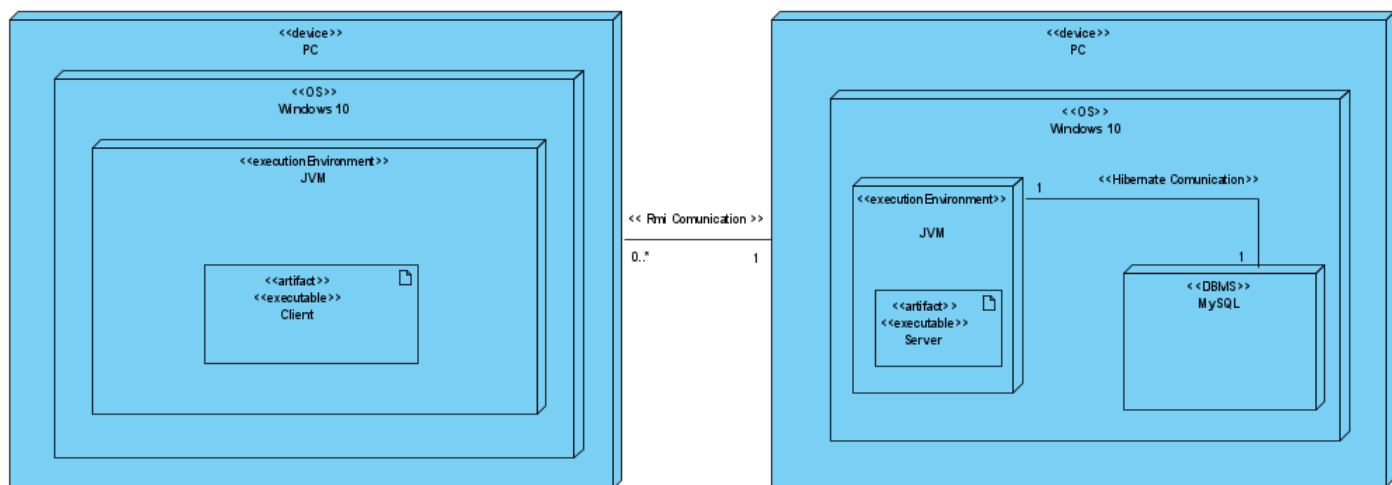 <<device>>
PC
<<OS>>
Windows 10
<<executionEnvironment>>
JVM
<<artifact>>
<<executable>>
Client
<< Rmi Comunication >>
0..*
1
<<device>>
PC
<<OS>>
Windows 10
<<executionEnvironment>>
JVM
<<artifact>>
<<executable>>
Server
1
<<Hibernate Comunication>>
1
<<DBMS>>
MySQL